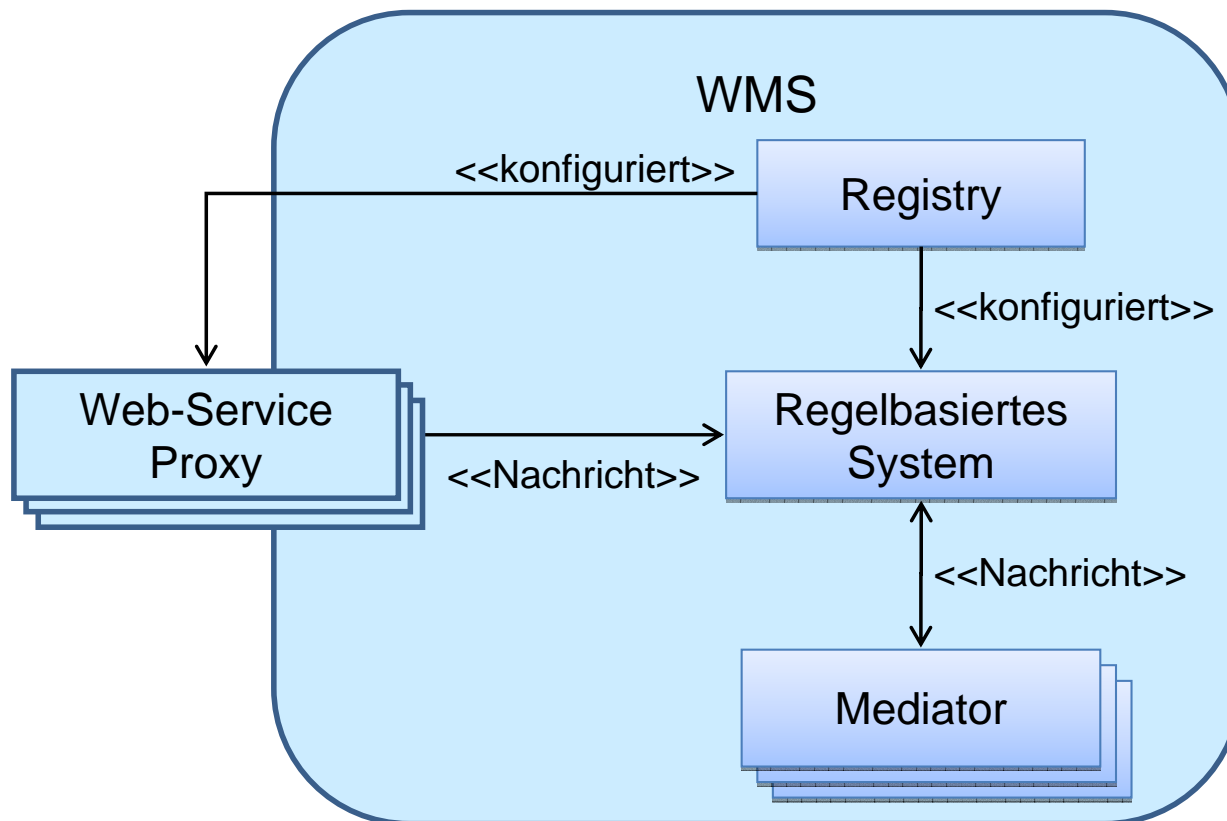 WMS
<<konfiguriert>>
Registry
<<konfiguriert>>
Web-Service
Proxy
<<Nachricht>>
Regelbasiertes
System
<<Nachricht>>
Mediator